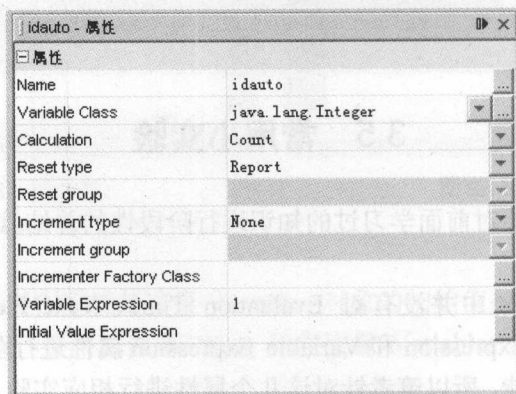 idauto - 属性
属性
Name idauto
Variable Class java.lang.Integer
Calculation Count
Reset type Report
Reset group
Increment type None
Increment group
Incrementer Factory Class
Variable Expression 1
Initial Value Expression